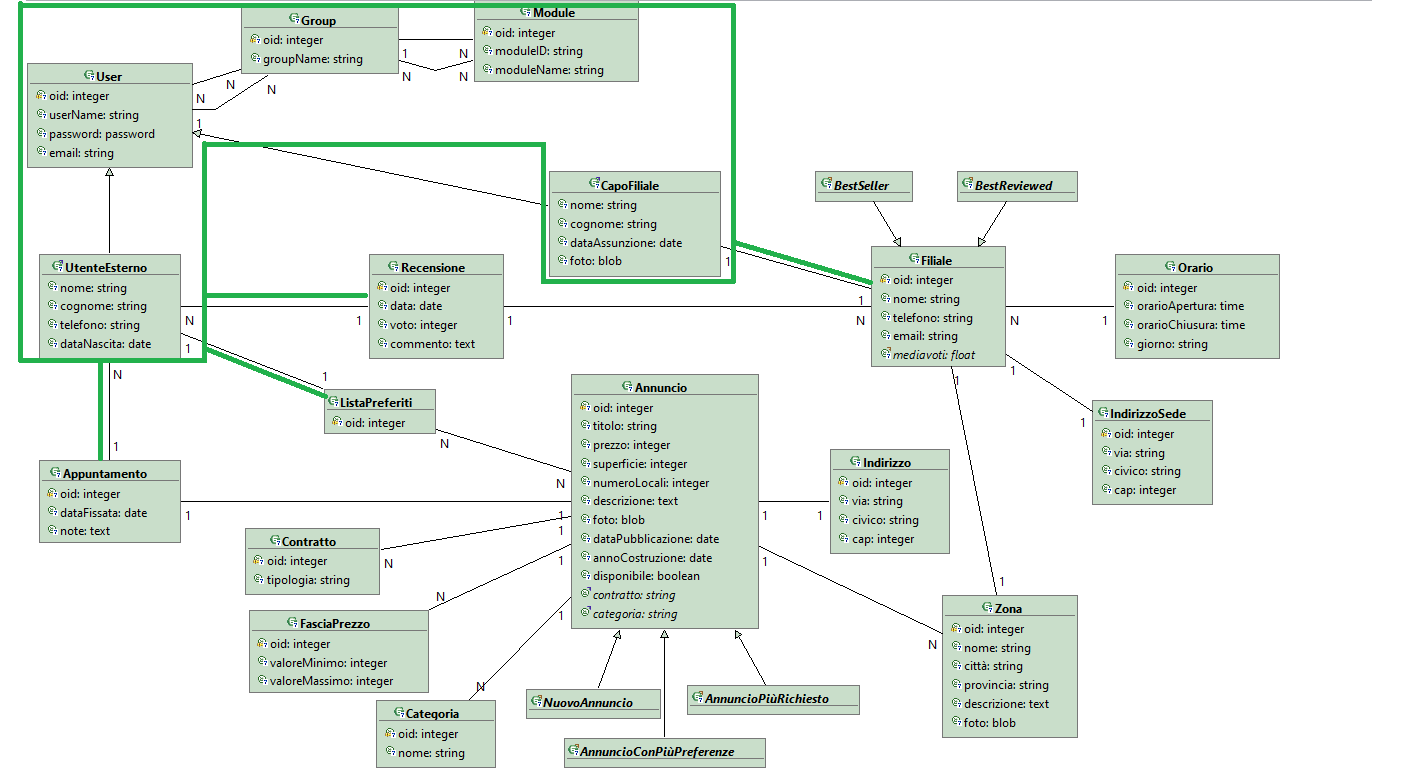 Group
oid: integer
groupName: string
1
N
N
N
Module
oid: integer
moduleID: string
moduleName: string
User
oid: integer
userName: string
password: password
email: string
N
N
N
1
CapoFiliale
nome: string
cognome: string
dataAssunzione: date
foto: blob
1
BestSeller
BestReviewed
UtenteEsterno
nome: string
cognome: string
telefono: string
dataNascita: date
N
1
N
1
Recensione
oid: integer
data: date
voto: integer
commento: text
1
1
Filiale
oid: integer
nome: string
telefono: string
email: string
mediavoti: float
1
N
N
1
1
1
Orario
oid: integer
orarioApertura: time
orarioChiusura: time
giorno: string
ListaPreferiti
oid: integer
1
N
Annuncio
oid: integer
titolo: string
prezzo: integer
superficie: integer
numeroLocali: integer
descrizione: text
foto: blob
dataPubblicazione: date
annoCostruzione: date
disponibile: boolean
contratto: string
categoria: string
N
1
1
1
1
1
1
IndirizzoSede
oid: integer
via: string
civico: string
cap: integer
1
Indirizzo
oid: integer
via: string
civico: string
cap: integer
1
Appuntamento
oid: integer
dataFissata: date
note: text
1
1
Contratto
oid: integer
tipologia: string
N
FasciaPrezzo
oid: integer
valoreMinimo: integer
valoreMassimo: integer
N
Zona
oid: integer
nome: string
città: string
provincia: string
descrizione: text
foto: blob
1
N
Categoria
oid: integer
nome: string
N
NuovoAnnuncio
AnnuncioPiùRichiesto
AnnuncioConPiùPreferenze